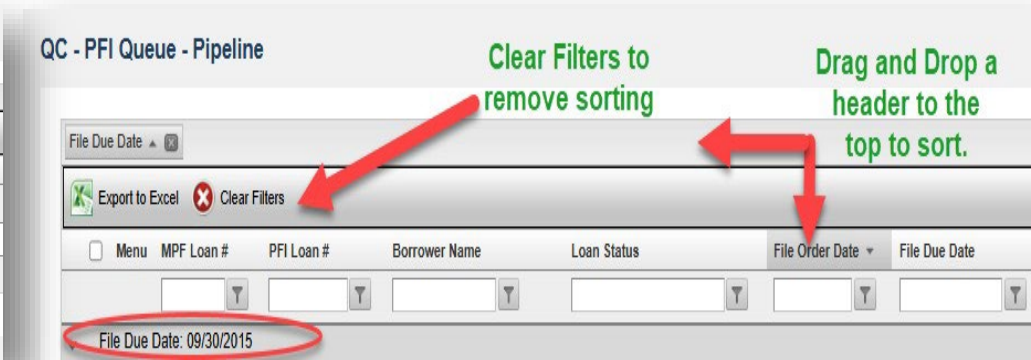 QC - PFI Queue - Pipeline
Clear Filters to
remove sorting
Drag and Drop a
header to the
top to sort.
File Due Date
Export to Excel Clear Filters
Menu MPF Loan # PFI Loan # Borrower Name Loan Status File Order Date File Due Date
File Due Date: 09/30/2015